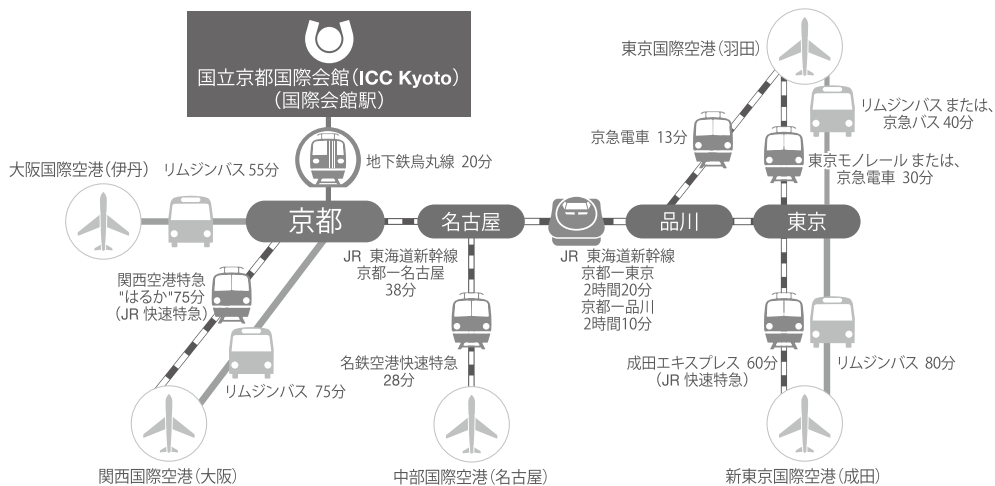 国立京都国際会館（ICC Kyoto）
（国際会館駅）
地下鉄烏丸線 20分
大阪国際空港（伊丹）
リムジンバス 55分
京都
名古屋
品川
東京
東京国際空港（羽田）
京急電車 13分
リムジンバス または、
京急バス 40分
東京モノレール または、
京急電車 30分
関西空港特急
"はるか"75分
（JR 快速特急）
リムジンバス 75分
関西国際空港（大阪）
JR 東海道新幹線
京都ー名古屋
38分
名鉄空港快速特急
28分
中部国際空港（名古屋）
JR 東海道新幹線
京都ー東京
2時間20分
京都ー品川
2時間10分
成田エキスプレス 60分
（JR 快速特急）
リムジンバス 80分
新東京国際空港（成田）